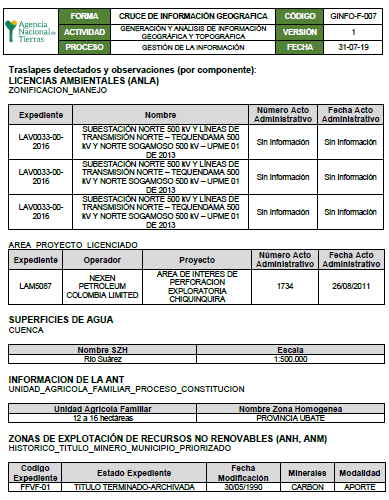 Agencia
Nacional de
Tierras
FORMA CRUCE DE INFORMACIÓN GEOGRAFICA CÓDIGO GINFO-F-007
ACTIVIDAD GENERACIÓN Y ANÁLISIS DE INFORMACIÓN GEOGRÁFICA Y TOPOGRÁFICA VERSIÓN 1
PROCESO GESTIÓN DE LA INFORMACIÓN FECHA 31-07-19
Traslapes detectados y observaciones (por componente):
LICENCIAS AMBIENTALES (ANLA)
ZONIFICACION_MANEJO
Expediente Nombre Número Acto Administrativo Fecha Acto Administrativo
LAV0033-00-2016 SUBESTACIÓN NORTE 500 kV Y LÍNEAS DE TRANSMISIÓN NORTE – TEQUENDAMA 500 kV Y NORTE SOGAMOSO 500 kV – UPME 01 DE 2013 Sin Información Sin Información
LAV0033-00-2016 SUBESTACIÓN NORTE 500 kV Y LÍNEAS DE TRANSMISIÓN NORTE – TEQUENDAMA 500 kV Y NORTE SOGAMOSO 500 kV – UPME 01 DE 2013 Sin Información Sin Información
LAV0033-00-2016 SUBESTACIÓN NORTE 500 kV Y LÍNEAS DE TRANSMISIÓN NORTE – TEQUENDAMA 500 kV Y NORTE SOGAMOSO 500 kV – UPME 01 DE 2013 Sin Información Sin Información
AREA_PROYECTO_LICENCIADO
Expediente Operador Proyecto Número Acto Administrativo Fecha Acto Administrativo
LAM5087 NEXEN PETROLEUM COLOMBIA LIMITED AREA DE INTERES DE PERFORACION EXPLORATORIA CHIQUINQUIRA 1734 26/08/2011
SUPERFICIES DE AGUA
CUENCA
Nombre SZH Escala
Río Suárez 1:500.000
INFORMACION DE LA ANT
UNIDAD_AGRICOLA_FAMILIAR_PROCESO_CONSTITUCION
Unidad Agrícola Familiar Nombre Zona Homogenea
12 a 16 hectáreas PROVINCIA UBATE
ZONAS DE EXPLOTACIÓN DE RECURSOS NO RENOVABLES (ANH, ANM)
HISTORICO_TITULO_MINERO_MUNICIPIO_PRIORIZADO
Codigo Expediente Estado Expediente Fecha Modificación Minerales Modalidad
FFVF-01 TITULO TERMINADO-ARCHIVADA 30/05/1990 CARBON APORTE